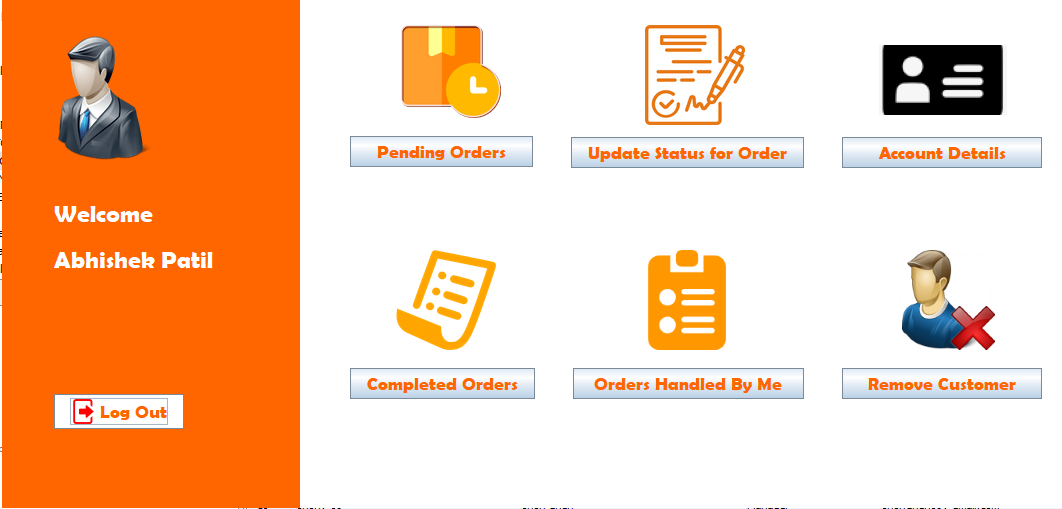 Welcome
Abhishek Patil
Log Out
Pending Orders
Update Status for Order
Account Details
Completed Orders
Orders Handled By Me
Remove Customer